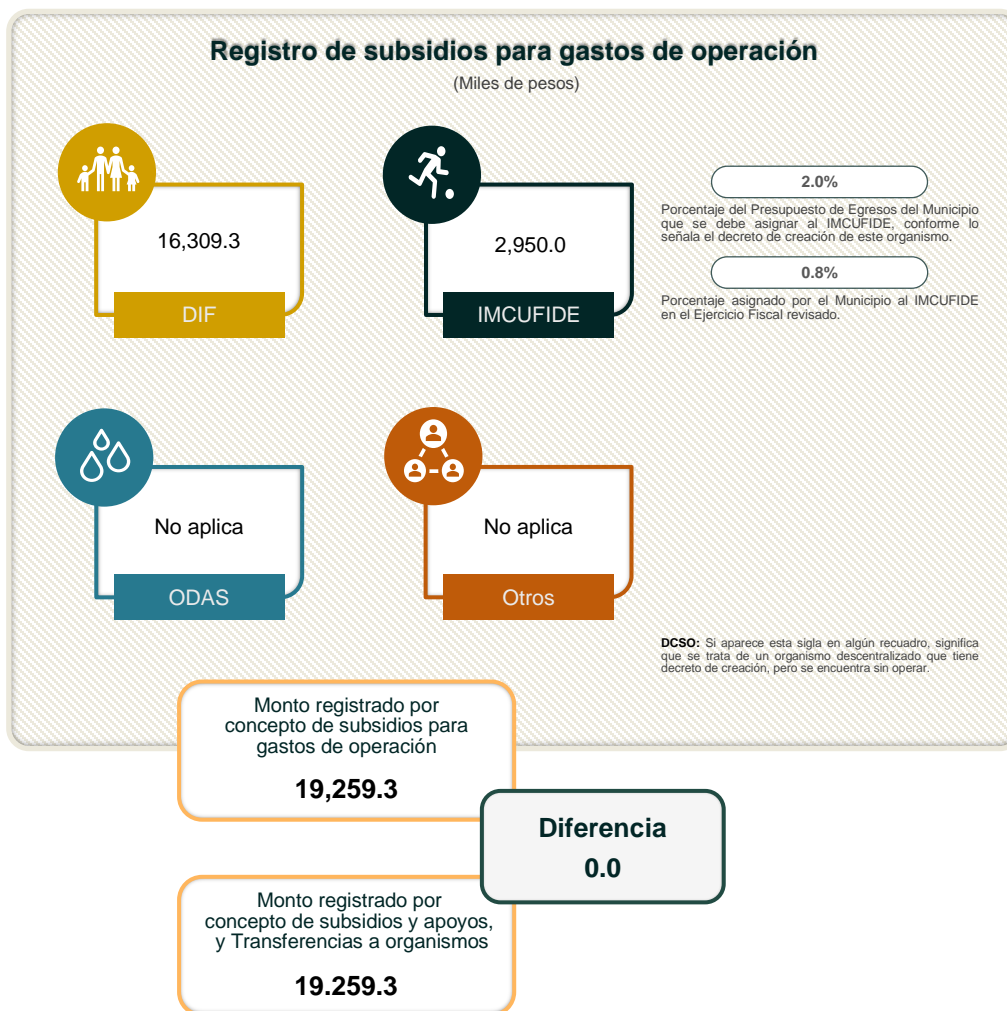 Registro de subsidios para gastos de operación
(Miles de pesos)
16,309.3
DIF
2,950.0
IMCUFIDE
2.0%
Porcentaje del Presupuesto de Egresos del Municipio
que se debe asignar al IMCUFIDE, conforme lo
señala el decreto de creación de este organismo.
0.8%
Porcentaje asignado por el Municipio al IMCUFIDE
en el Ejercicio Fiscal revisado.
No aplica
ODAS
No aplica
Otros
DCSO: Si aparece esta sigla en algún recuadro, significa
que se trata de un organismo descentralizado que tiene
decreto de creación, pero se encuentra sin operar.
Monto registrado por
concepto de subsidios para
gastos de operación
19,259.3
Diferencia
0.0
Monto registrado por
concepto de subsidios y apoyos,
y Transferencias a organismos
19.259.3